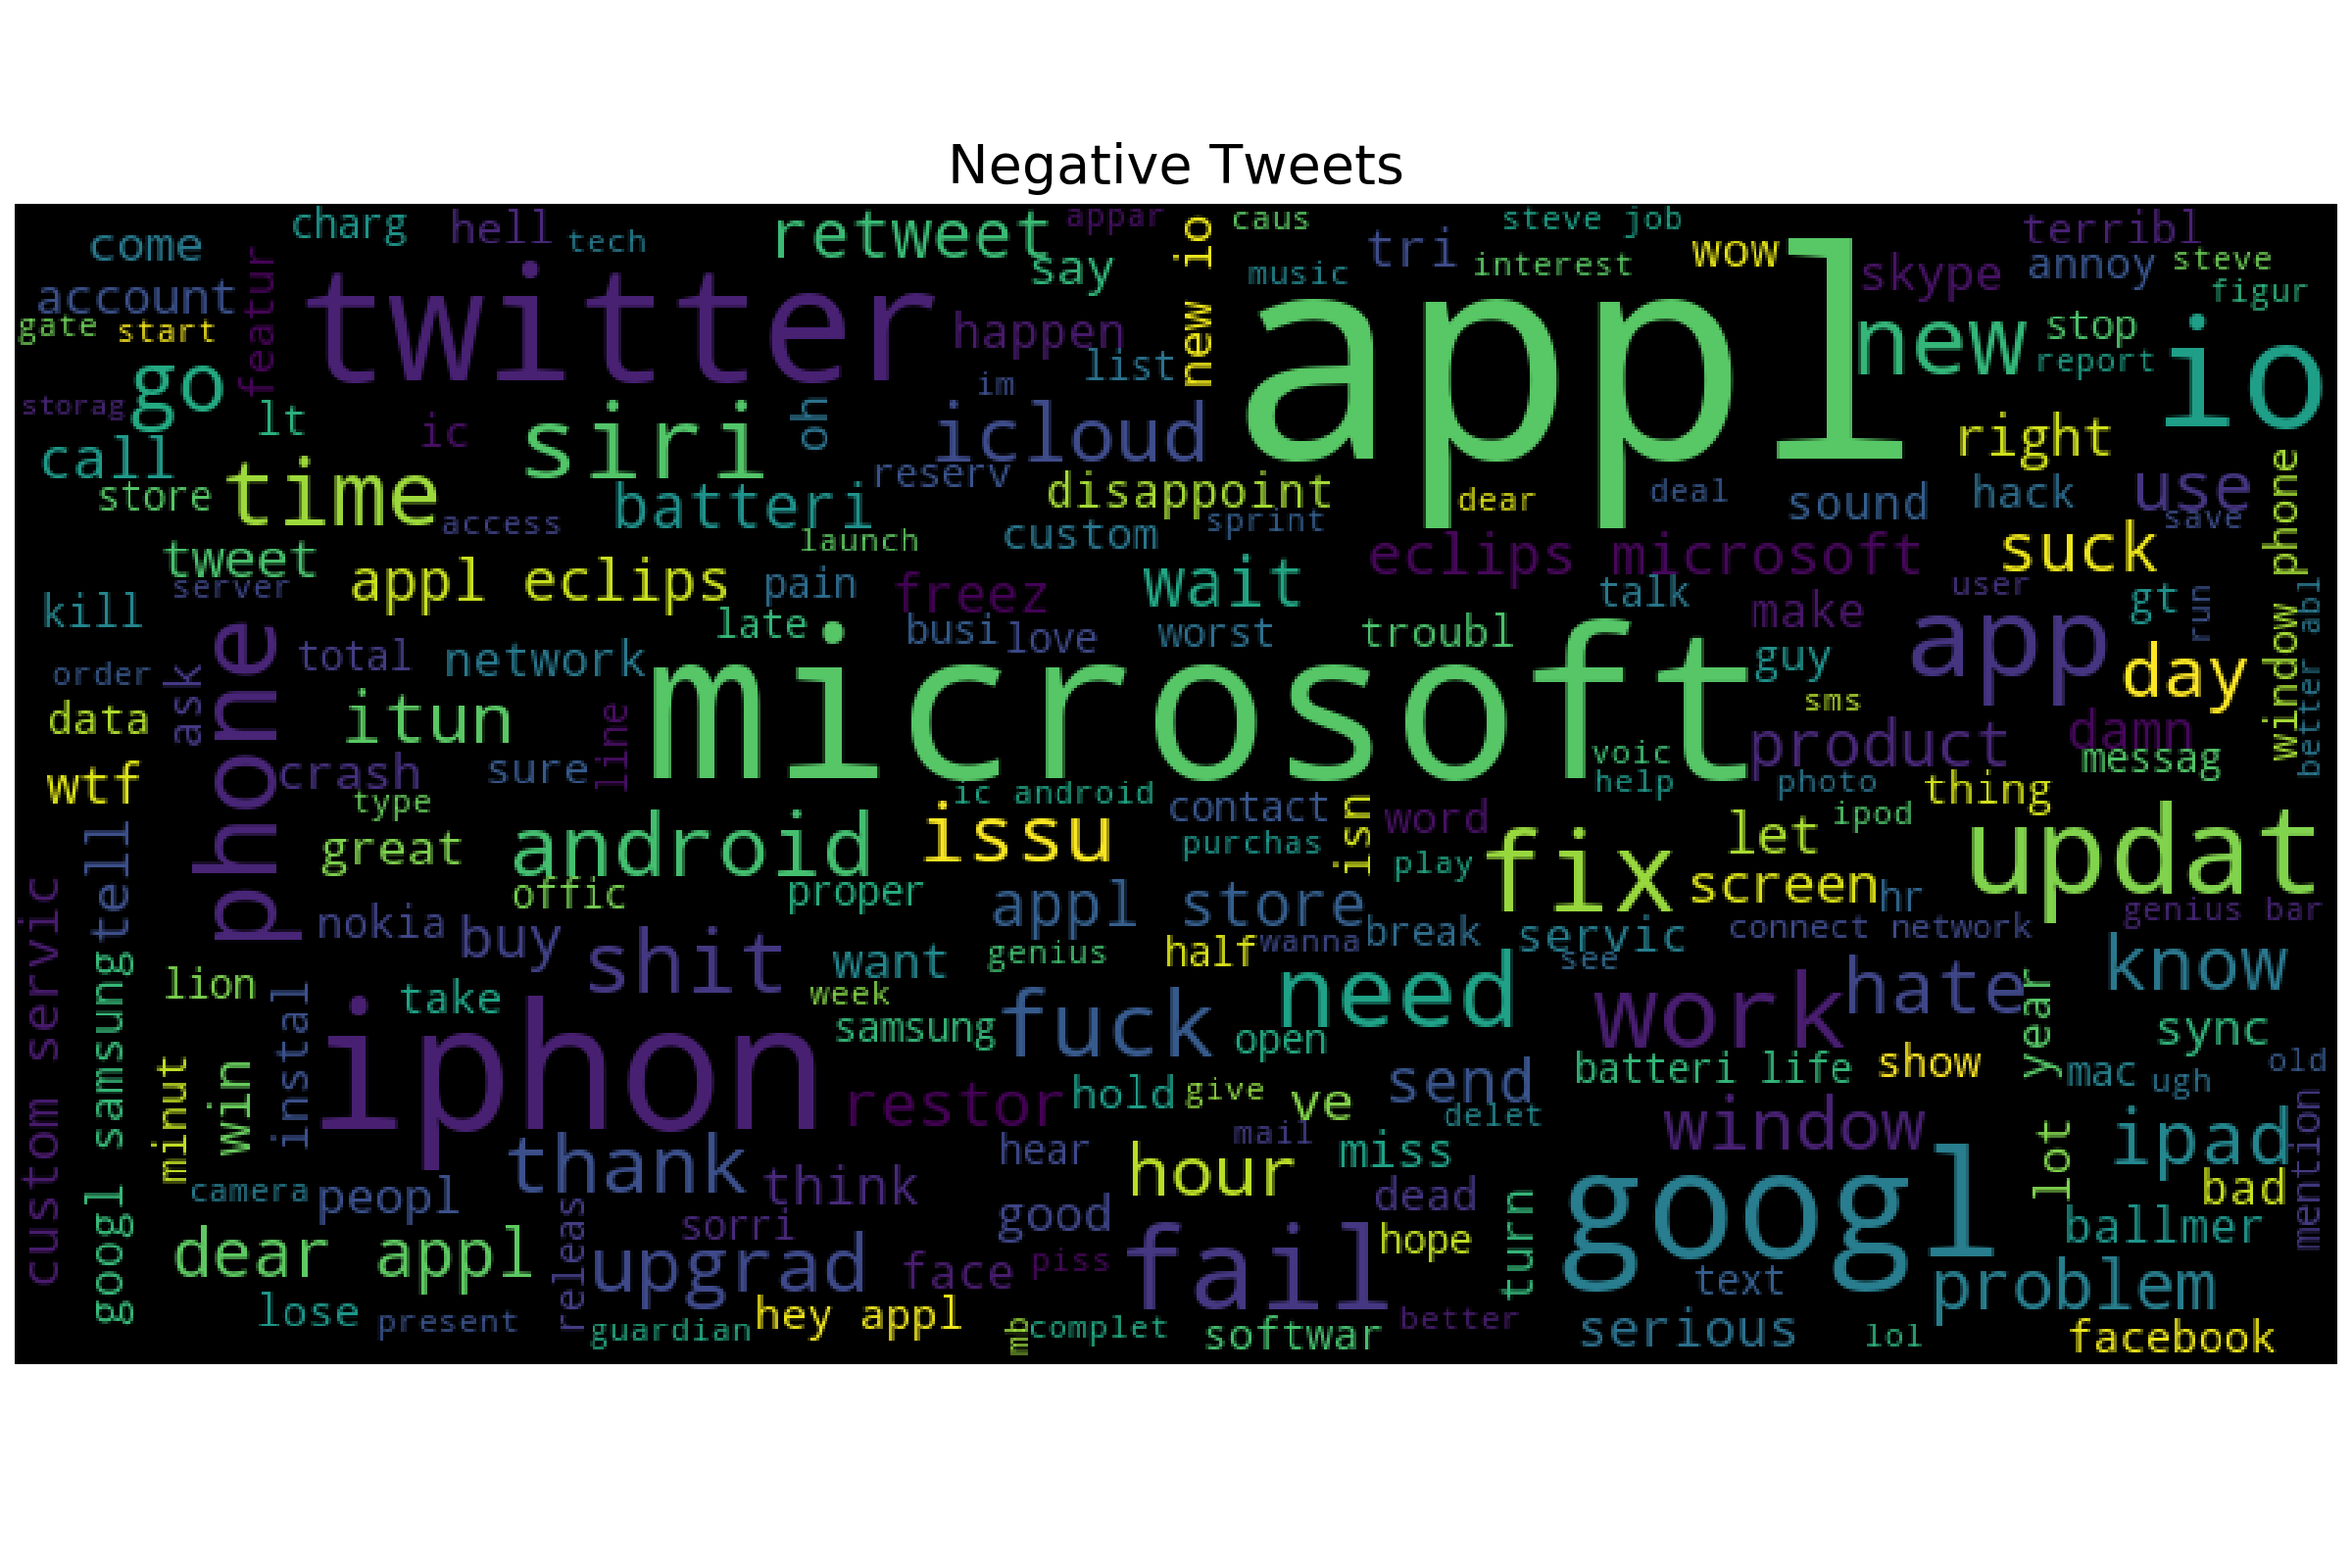 Negative Tweets
come
charg
hell
tech
retweet
appar
caus
steve job
terribl
say
new io
music
tri
interest
wow
skype
annoy
steve
figur
account
gate
start
featur
twitter
happen
list
appl
new
stop
report
io
storag
go
lt
ic
siri
oh
im
icloud
right
call
store
time
access
batteri
reserv
disappoint
dear
deal
sound
hack
use
save
tweet
server
launch
custom
sprint
eclips microsoft
suck
window phone
appl eclips
pain
freez
wait
talk
make
user
gt
run
better abl
kill
phone
late
busi
love
worst
troubl
guy
app
day
order
ask
total
network
microsoft
sms
data
itun
line
voic
product
damn
wtf
crash
sure
help
photo
thing
messag
type
ic android
contact
isn
word
let
ipod
updat
great
android
issu
purchas
play
fix
screen
hr
custom servic
googl samsung
tell
offic
proper
appl store
genius bar
nokia
buy
shit
want
genius
half
wanna
break
servic
see
connect network
know
lion
instal
take
week
samsung
fuck
need
open
work
hate
year
sync
minut
win
iphon
restor
hold
give
ve
send
delet
batteri life
show
mac
ugh
old
camera
peopl
thank
think
hear
mail
hour
miss
window
lot
ipad
mention
sorri
good
dead
turn
googl
bad
dear appl
releas
upgrad
face
piss
fail
hope
text
ballmer
problem
lose
present
guardian
hey appl
mb
complet
softwar
better
serious
lol
facebook